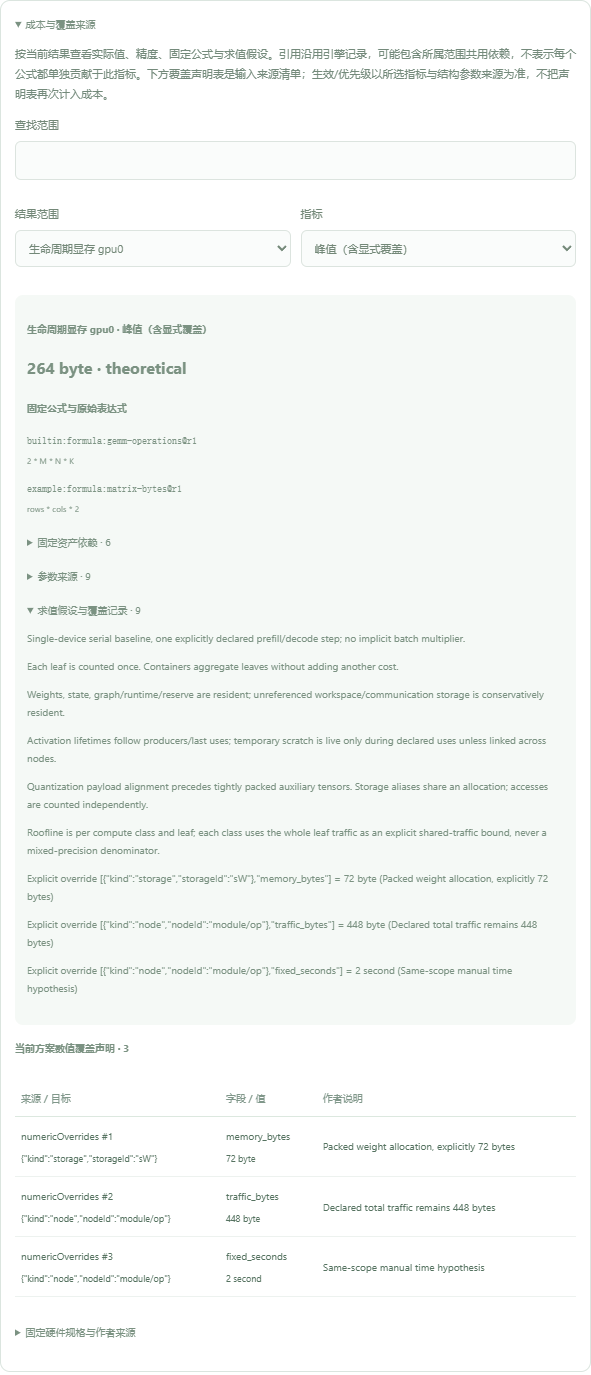 ▼ 成本与覆盖来源
按当前结果查看实际值、精度、固定公式与求值假设。引用沿用引擎记录，可能包含所属范围共用依赖，不表示每个
公式都单独贡献于此指标。下方覆盖声明表是输入来源清单；生效/优先级以所选指标与结构参数来源为准，不把声
明表再次计入成本。
查找范围
结果范围
指标
生命周期显存 gpu0
峰值（含显式覆盖）
生命周期显存 gpu0 · 峰值（含显式覆盖）
264 byte · theoretical
固定公式与原始表达式
builtin:formula:gemm-operations@r1
2 * M * N * K
example:formula:matrix-bytes@r1
rows * cols * 2
▶ 固定资产依赖 · 6
▶ 参数来源 · 9
▼ 求值假设与覆盖记录 · 9
Single-device serial baseline, one explicitly declared prefill/decode step; no implicit batch multiplier.
Each leaf is counted once. Containers aggregate leaves without adding another cost.
Weights, state, graph/runtime/reserve are resident; unreferenced workspace/communication storage is conservatively
resident.
Activation lifetimes follow producers/last uses; temporary scratch is live only during declared uses unless linked across
nodes.
Quantization payload alignment precedes tightly packed auxiliary tensors. Storage aliases share an allocation; accesses
are counted independently.
Roofline is per compute class and leaf; each class uses the whole leaf traffic as an explicit shared-traffic bound, never a
mixed-precision denominator.
Explicit override [{"kind":"storage","storageId":"sW"},"memory_bytes"] = 72 byte (Packed weight allocation, explicitly 72
bytes)
Explicit override [{"kind":"node","nodeId":"module/op"},"traffic_bytes"] = 448 byte (Declared total traffic remains 448
bytes)
Explicit override [{"kind":"node","nodeId":"module/op"},"fixed_seconds"] = 2 second (Same-scope manual time
hypothesis)
当前方案数值覆盖声明 · 3
来源 / 目标
字段 / 值
作者说明
numericOverrides #1
{"kind":"storage","storageId":"sW"}
memory_bytes
72 byte
Packed weight allocation, explicitly 72 bytes
numericOverrides #2
{"kind":"node","nodeId":"module/op"}
traffic_bytes
448 byte
Declared total traffic remains 448 bytes
numericOverrides #3
{"kind":"node","nodeId":"module/op"}
fixed_seconds
2 second
Same-scope manual time hypothesis
▶ 固定硬件规格与作者来源